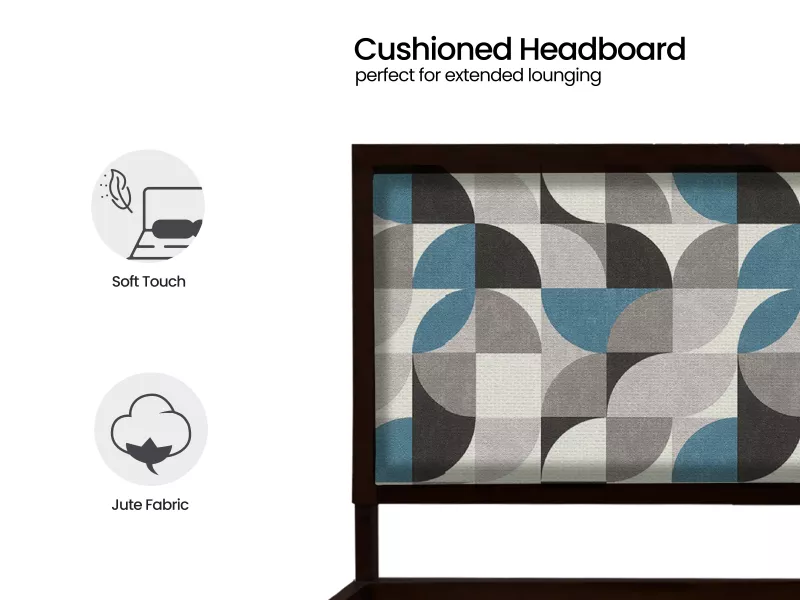 Cushioned Headboard
perfect for extended lounging
Soft Touch
Jute Fabric